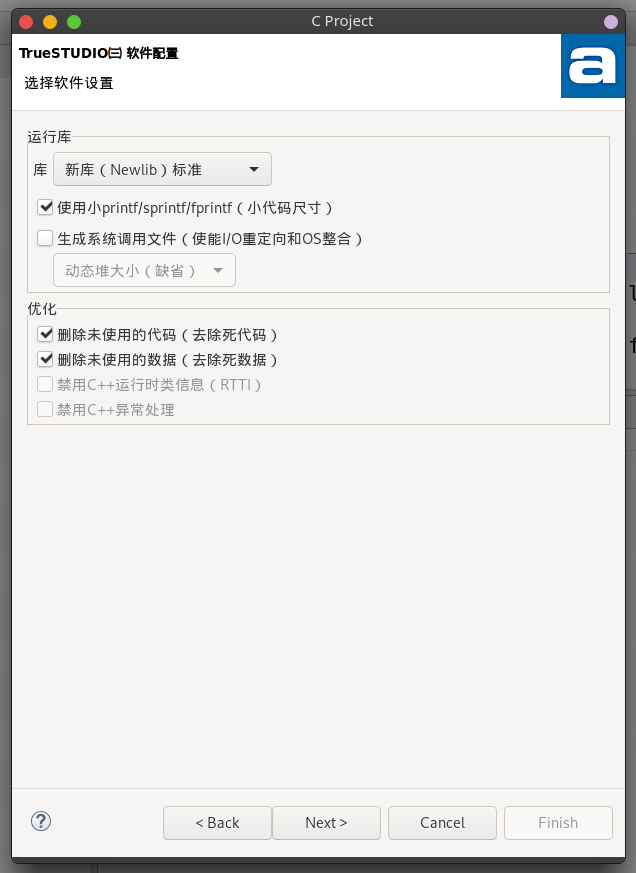 C Project
TrueSTUDIO㈢ 软件配置
a
选择软件设置
运行库
库 新库（Newlib）标准
使用小printf/sprintf/fprintf（小代码尺寸）
生成系统调用文件（使能I/O重定向和OS整合）
动态堆大小（缺省）
优化
删除未使用的代码（去除死代码）
删除未使用的数据（去除死数据）
禁用C++运行时类信息（RTTI）
禁用C++异常处理
? < Back Next > Cancel Finish